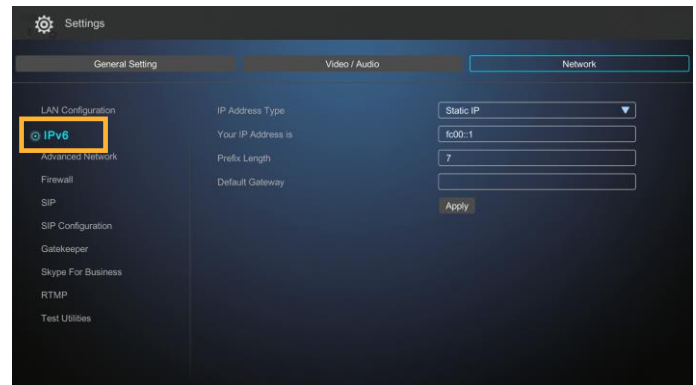 Settings
General Setting Video / Audio Network
LAN Configuration IP Address Type Static IP
IPv6 Your IP Address is fc00::1
Advanced Network Prefix Length 7
Firewall Default Gateway
SIP Apply
SIP Configuration
Gatekeeper
Skype For Business
RTMP
Test Utilities